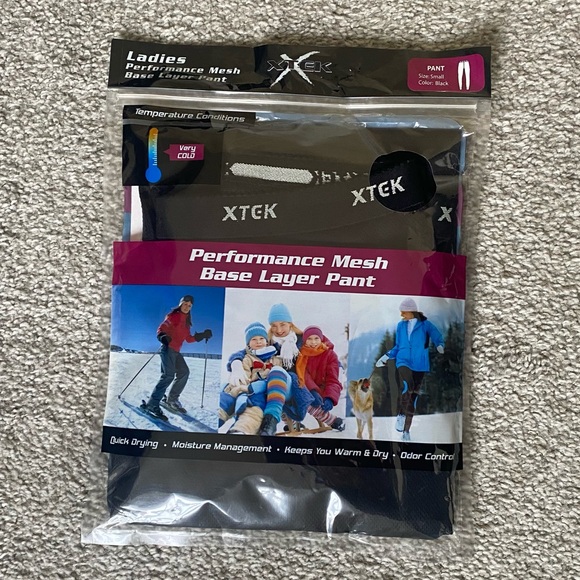 Ladies
Performance Mesh
Base Layer Pant
XTEK
PANT
Size: Small
Color: Black
Temperature Conditions
Very
COLD
XTEK
XTEK
X
Performance Mesh
Base Layer Pant
Quick Drying • Moisture Management • Keeps You Warm & Dry • Odor Control